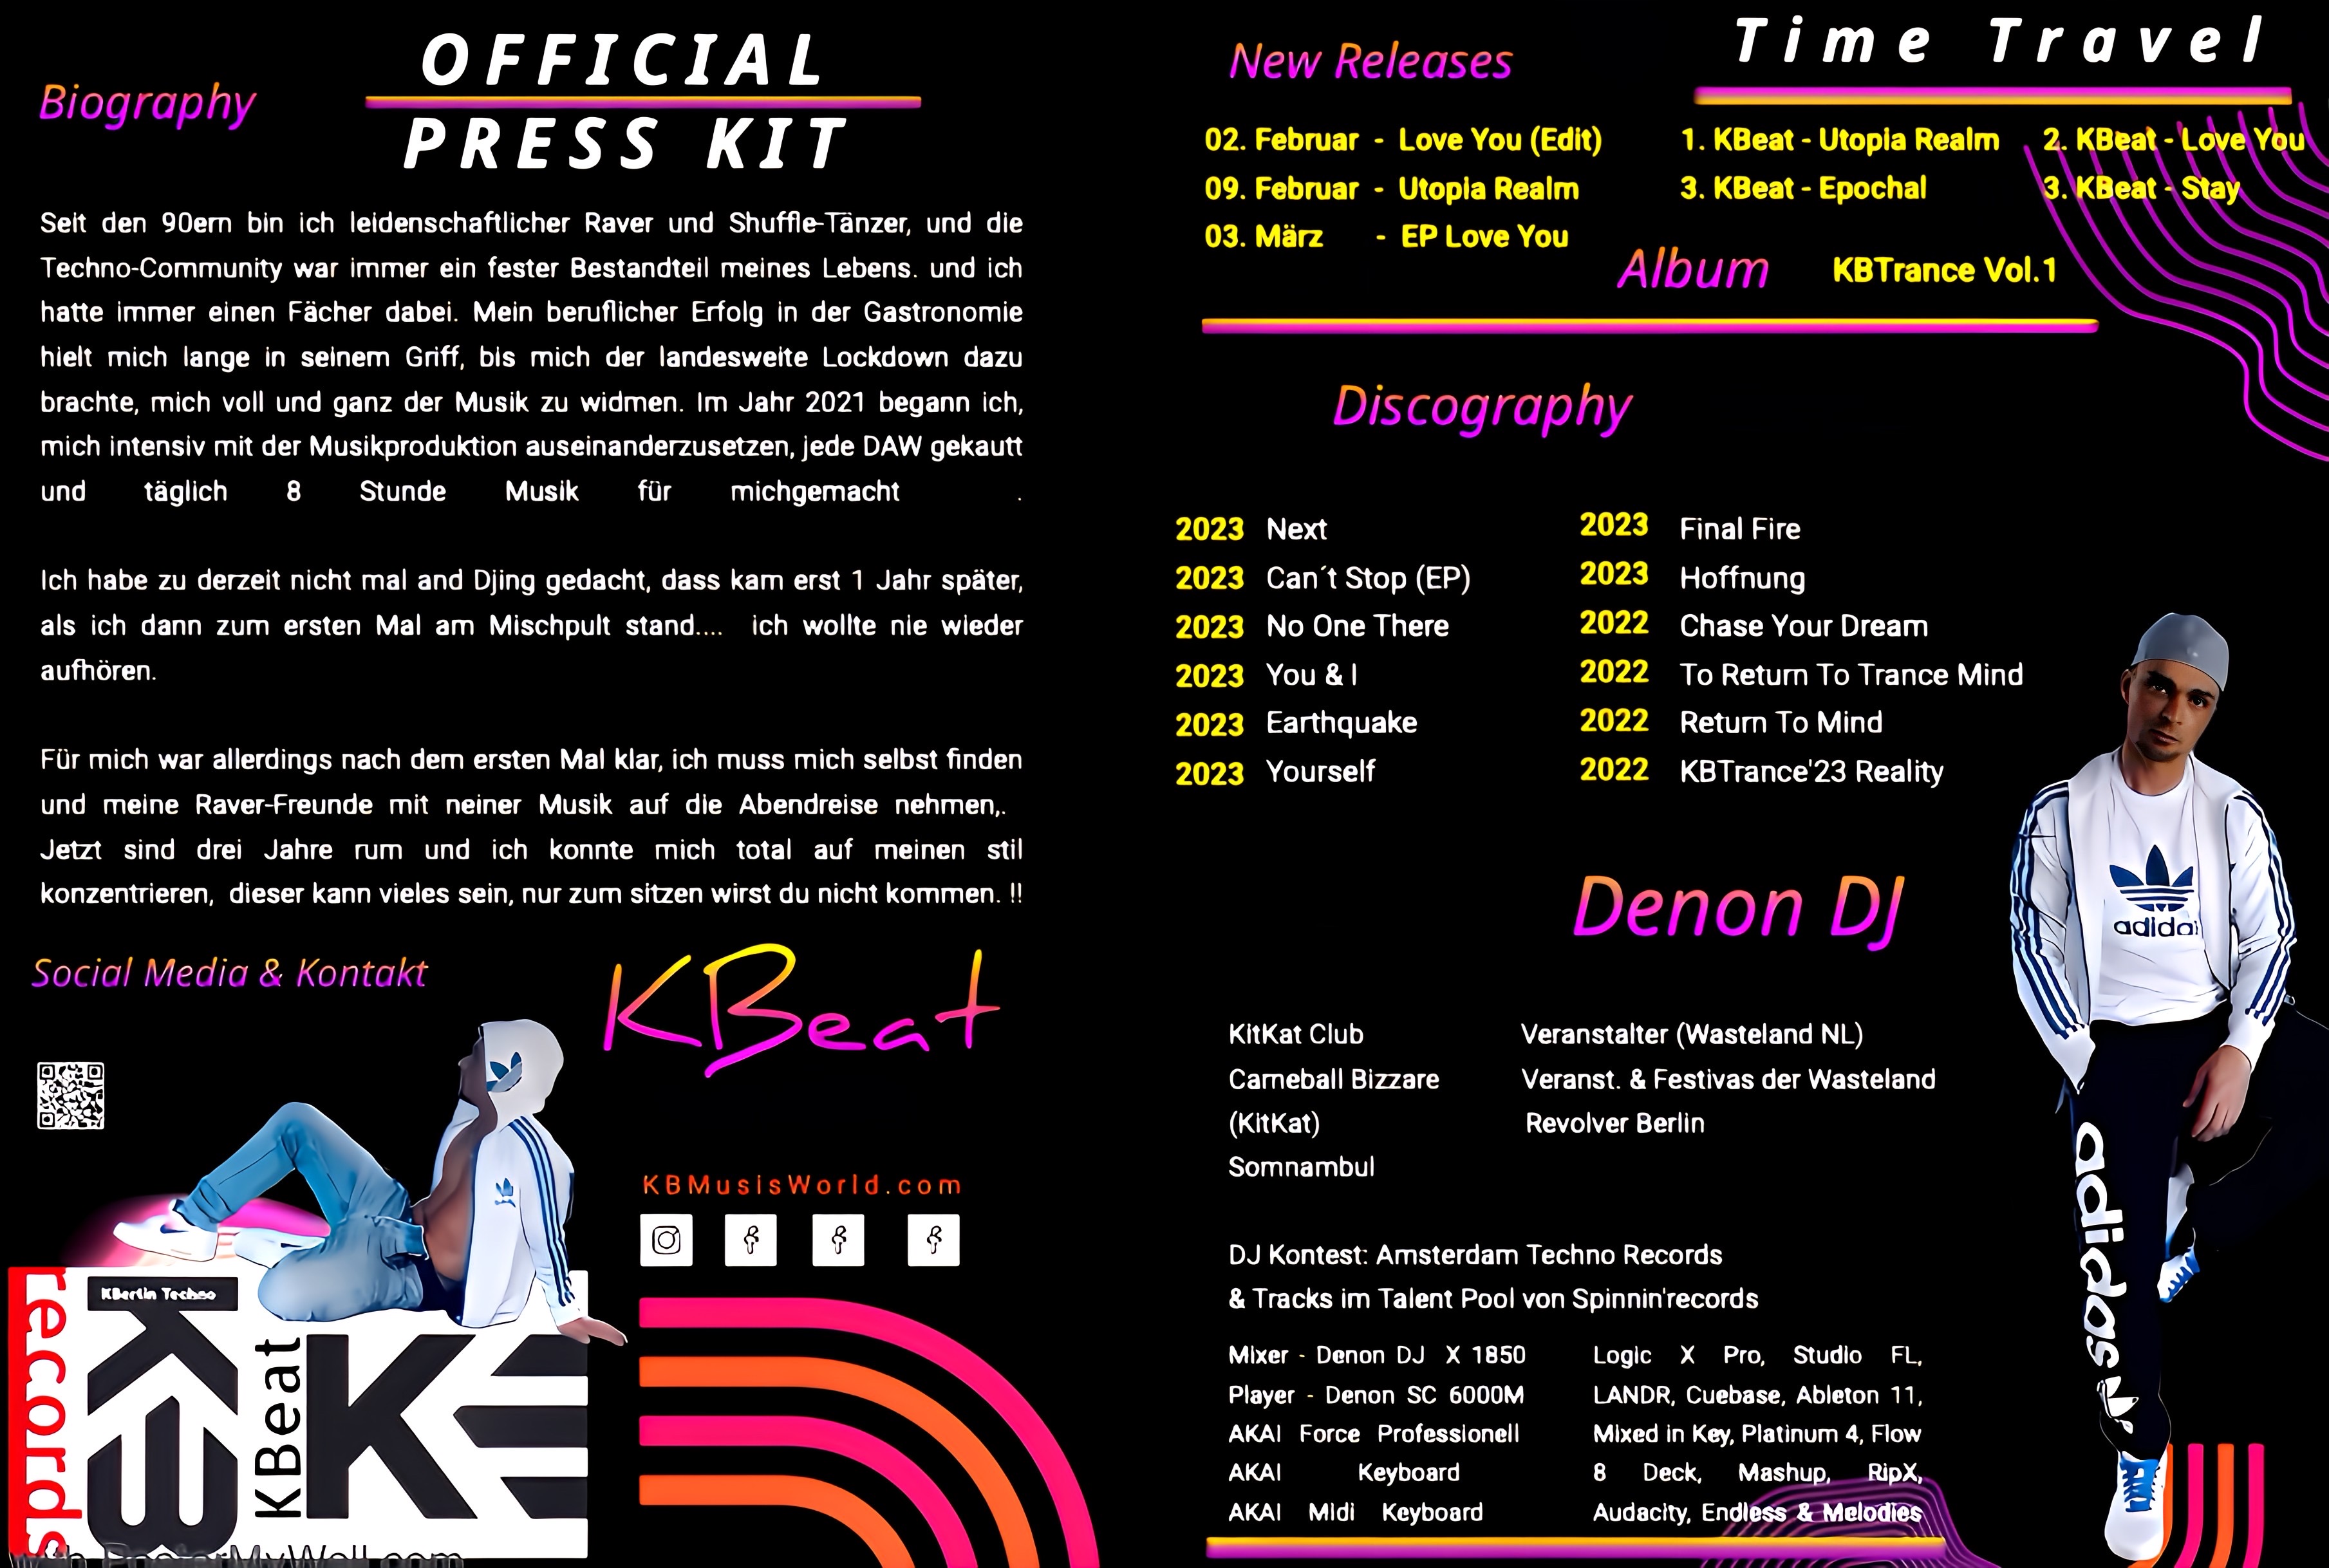 OFFICIAL
PRESS KIT
Biography
Seit den 90ern bin ich leidenschaftlicher Raver und Shuffle-Tänzer, und die
Techno-Community war immer ein fester Bestandteil meines Lebens. und ich
hatte immer einen Fächer dabei. Mein beruflicher Erfolg in der Gastronomie
hielt mich lange in seinem Griff, bis mich der landesweite Lockdown dazu
brachte, mich voll und ganz der Musik zu widmen. Im Jahr 2021 begann ich,
mich intensiv mit der Musikproduktion auseinanderzusetzen, jede DAW gekautt
und täglich 8 Stunde Musik für michgemacht .
Ich habe zu derzeit nicht mal and Djing gedacht, dass kam erst 1 Jahr später,
als ich dann zum ersten Mal am Mischpult stand.... ich wollte nie wieder
aufhören.
Für mich war allerdings nach dem ersten Mal klar, ich muss mich selbst finden
und meine Raver-Freunde mit neiner Musik auf die Abendreise nehmen,.
Jetzt sind drei Jahre rum und ich konnte mich total auf meinen stil
konzentrieren, dieser kann vieles sein, nur zum sitzen wirst du nicht kommen. !!
Social Media & Kontakt
KBeat
KBMusisWorld.com
records
KBerlin Techno
KB
KBeat
KE
with PosterMyWall.com
New Releases
02. Februar - Love You (Edit)
09. Februar - Utopia Realm
03. März - EP Love You
Time Travel
1. KBeat - Utopia Realm 2. KBeat - Love You
3. KBeat - Epochal 3. KBeat - Stay
Album KBTrance Vol.1
Discography
2023 Next
2023 Can´t Stop (EP)
2023 No One There
2023 You & I
2023 Earthquake
2023 Yourself
2023 Final Fire
2023 Hoffnung
2022 Chase Your Dream
2022 To Return To Trance Mind
2022 Return To Mind
2022 KBTrance'23 Reality
adidas
adidas
Denon DJ
KitKat Club
Carneball Bizzare
(KitKat)
Somnambul
Veranstalter (Wasteland NL)
Veranst. & Festivas der Wasteland
Revolver Berlin
DJ Kontest: Amsterdam Techno Records
& Tracks im Talent Pool von Spinnin'records
Mixer - Denon DJ X 1850
Player - Denon SC 6000M
AKAI Force Professionell
AKAI Keyboard
AKAI Midi Keyboard
Logic X Pro, Studio FL,
LANDR, Cuebase, Ableton 11,
Mixed in Key, Platinum 4, Flow
8 Deck, Mashup, RipX,
Audacity, Endless & Melodies